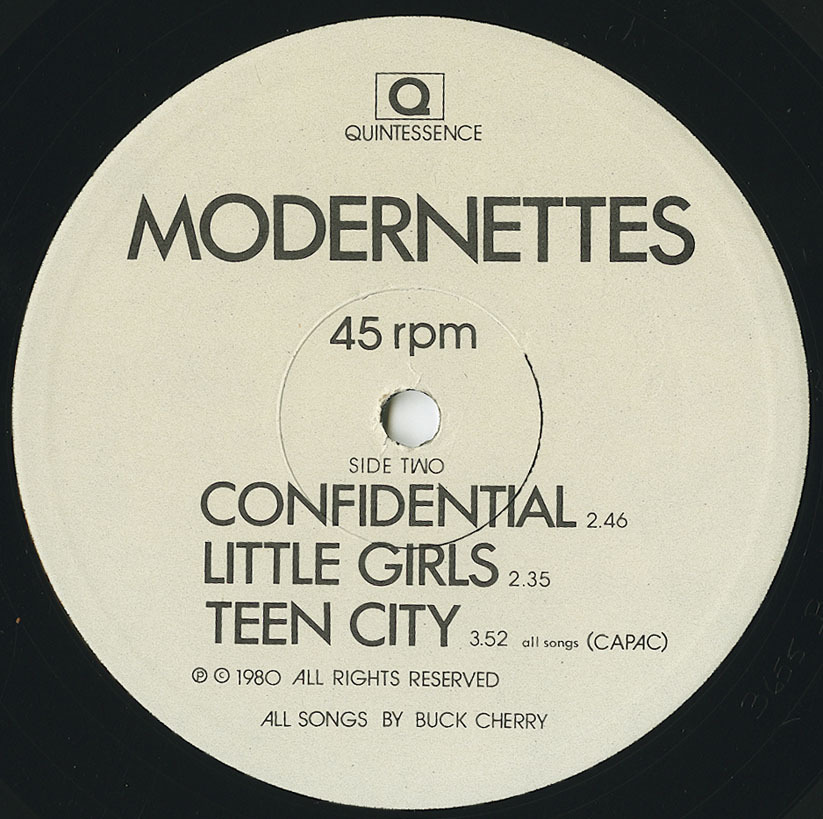 Q
QUINTESSENCE
MODERNETTES
45 rpm
SIDE TWO
CONFIDENTIAL 2.46
LITTLE GIRLS 2.35
TEEN CITY 3.52 all songs (CAPAC)
℗ © 1980 ALL RIGHTS RESERVED
ALL SONGS BY BUCK CHERRY